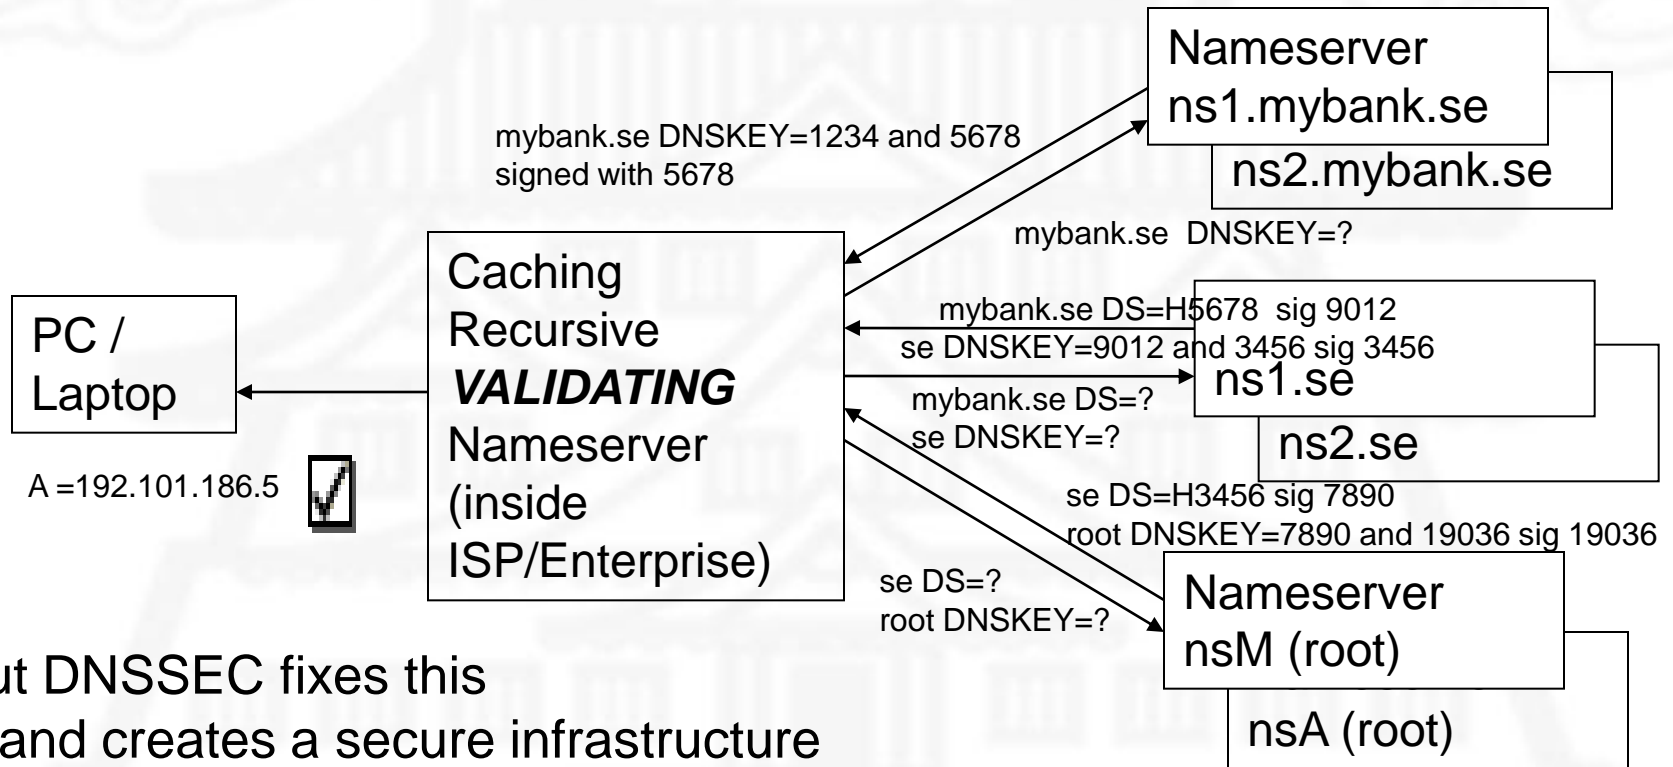 Nameserver
ns1.mybank.se
ns2.mybank.se
mybank.se DNSKEY=1234 and 5678
signed with 5678
mybank.se DNSKEY=?
Caching
Recursive
VALIDATING
Nameserver
(inside
ISP/Enterprise)
PC /
Laptop
A =192.101.186.5
mybank.se DS=H5678 sig 9012
se DNSKEY=9012 and 3456 sig 3456
ns1.se
ns2.se
mybank.se DS=?
se DNSKEY=?
se DS=H3456 sig 7890
root DNSKEY=7890 and 19036 sig 19036
se DS=?
root DNSKEY=?
Nameserver
nsM (root)
nsA (root)
ut DNSSEC fixes this
and creates a secure infrastructure